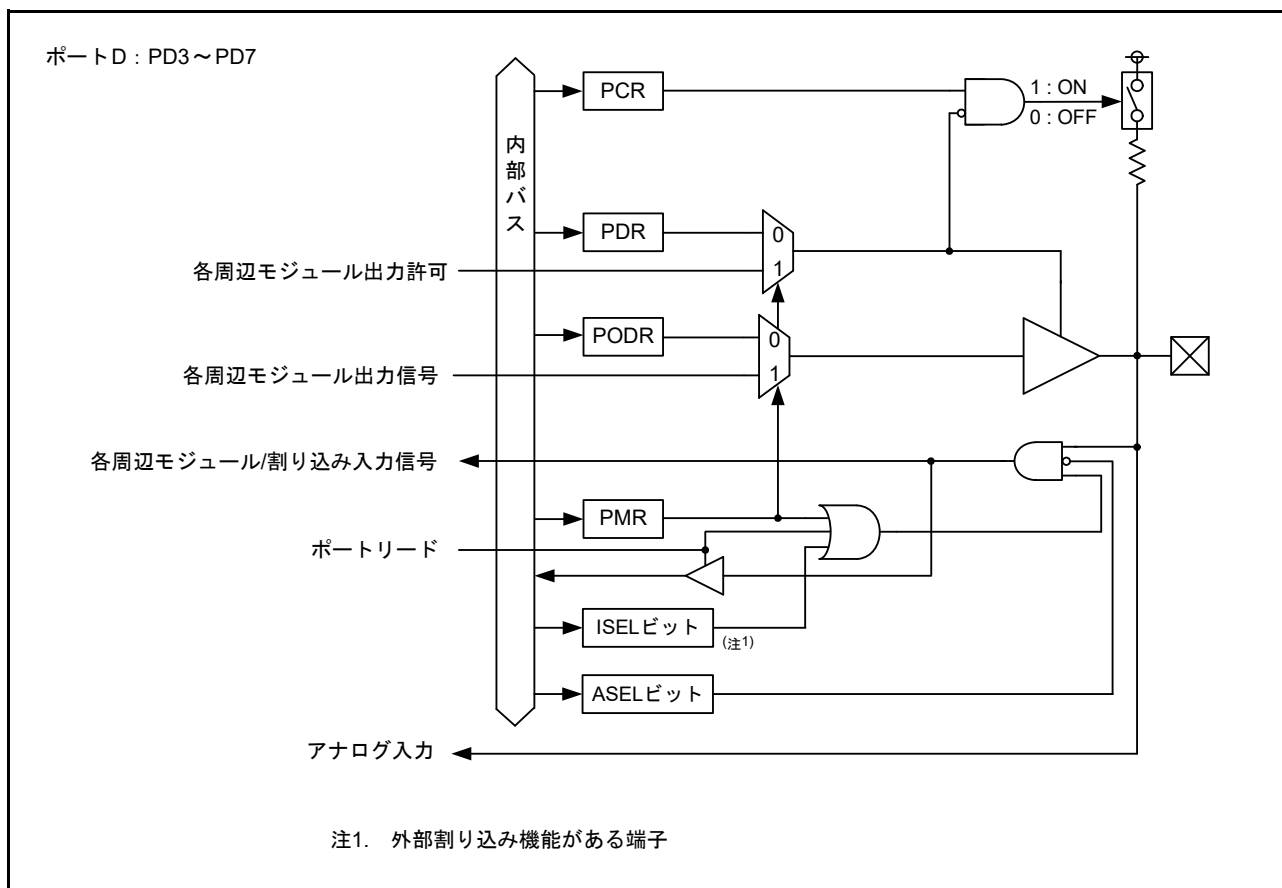 ポートD：PD3～PD7
内部バス
PCR
1 : ON
0 : OFF
PDR
0
1
各周辺モジュール出力許可
PODR
0
1
各周辺モジュール出力信号
各周辺モジュール/割り込み入力信号
PMR
ポートリード
ISELビット
(注1)
ASELビット
アナログ入力
注1. 外部割り込み機能がある端子